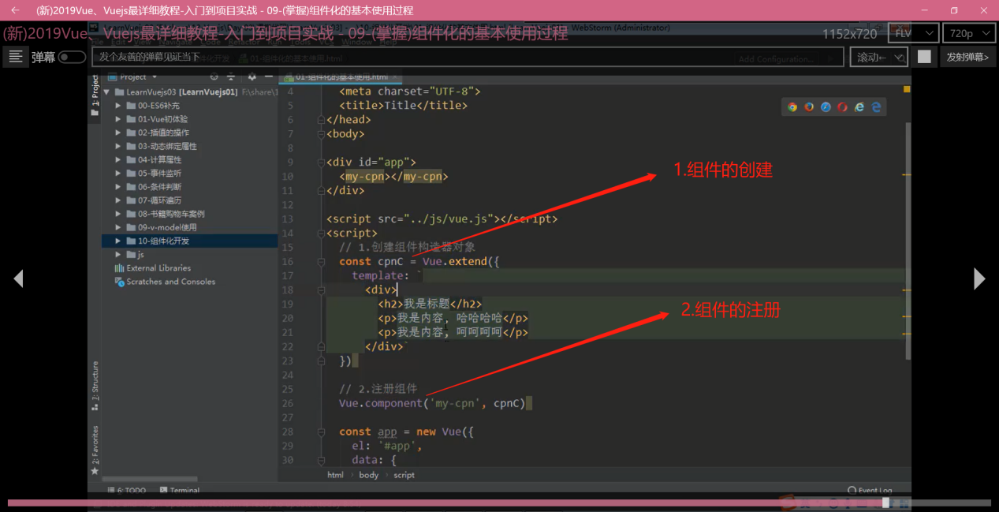 (新)2019Vue、Vuejs最详细教程-入门到项目实战 - 09-(掌握)组件化的基本使用过程
(新)2019Vue、Vuejs最详细教程-入门到项目实战 - 09-(掌握)组件化的基本使用过程
WebStorm (Administrator)
1152x720
FLV
720p
弹幕
发个友善的弹幕见证当下
01-组件化的基本使用.html
Add Configuration...
滚动←
发射弹幕>
Project
01-组件化的基本使用.html
1: Project
LearnVuejs03 [LearnVuejs01] F:\share\1
00-ES6补充
01-Vue初体验
02-插值的操作
03-动态绑定属性
04-计算属性
05-事件监听
06-条件判断
07-循环遍历
08-书籍购物车案例
09-v-model使用
10-组件化开发
js
External Libraries
Scratches and Consoles
7: Structure
2: Favorites
4 <meta charset="UTF-8">
5 <title>Title</title>
6 </head>
7 <body>
8
9 <div id="app">
10 <my-cpn></my-cpn>
11 </div>
12
13 <script src="../js/vue.js"></script>
14 <script>
15 // 1.创建组件构造器对象
16 const cpnC = Vue.extend({
17 template: `
18 <div>
19 <h2>我是标题</h2>
20 <p>我是内容, 哈哈哈哈</p>
21 <p>我是内容, 呵呵呵呵</p>
22 </div>`
23 })
24
25 // 2.注册组件
26 Vue.component('my-cpn', cpnC)
27
28 const app = new Vue({
29 el: '#app',
30 data: {
1.组件的创建
2.组件的注册
html › body › script
6: TODO
Terminal
Event Log